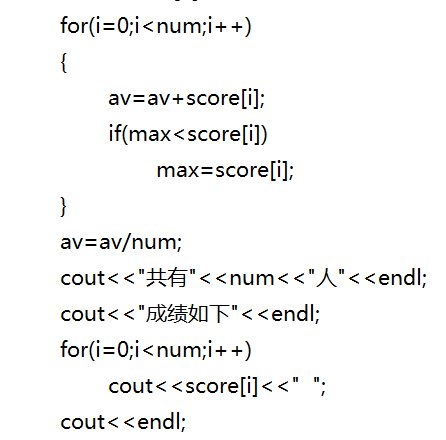 for(i=0;i<num;i++)
{
av=av+score[i];
if(max<score[i])
max=score[i];
}
av=av/num;
cout<<"共有"<<num<<"人"<<endl;
cout<<"成绩如下"<<endl;
for(i=0;i<num;i++)
cout<<score[i]<<"  ";
cout<<endl;